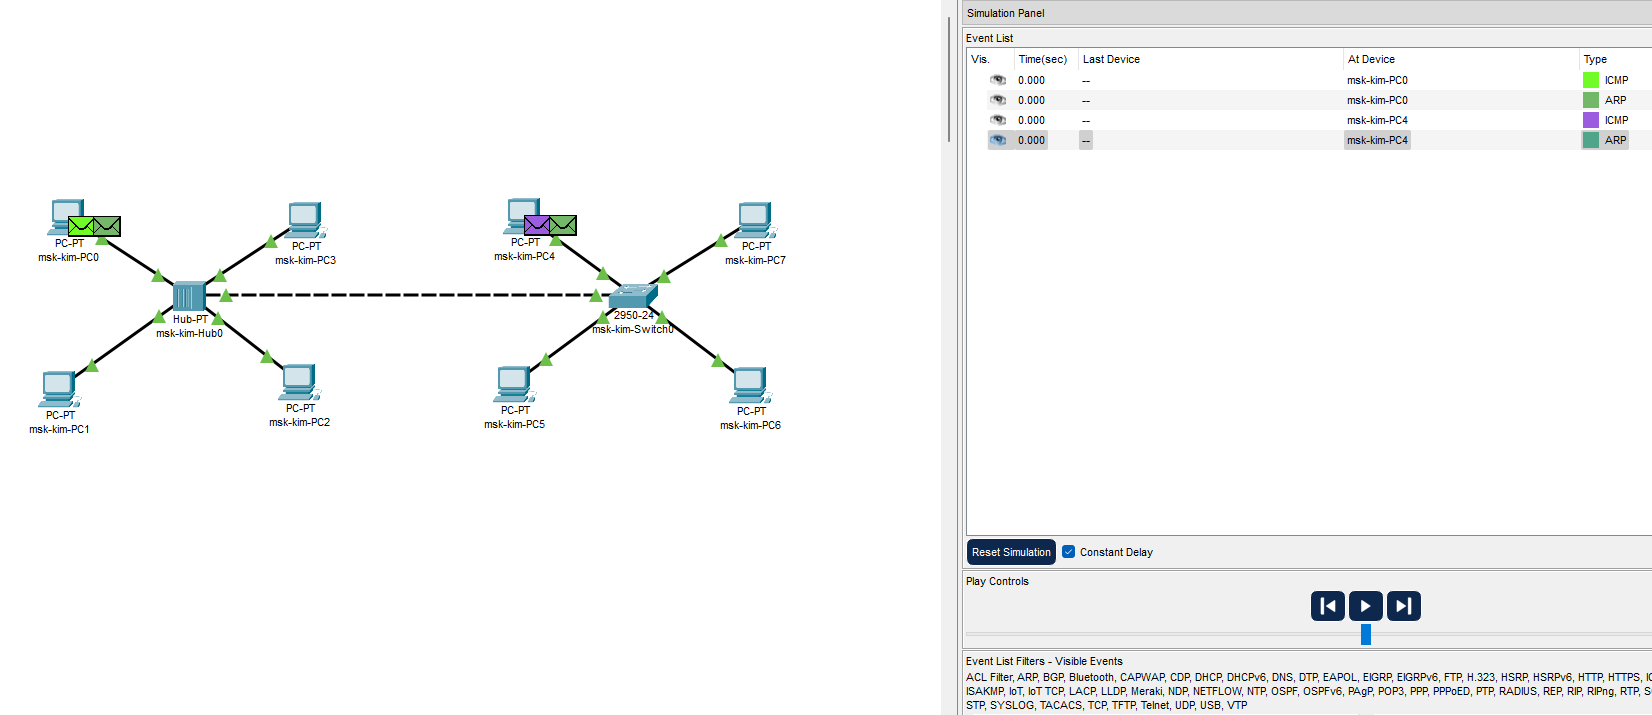 Simulation Panel
Event List
Vis. Time(sec) Last Device At Device Type
0.000 -- msk-kim-PC0 ICMP
0.000 -- msk-kim-PC0 ARP
0.000 -- msk-kim-PC4 ICMP
0.000 -- msk-kim-PC4 ARP
PC-PT
msk-kim-PC0
PC-PT
msk-kim-PC3
PC-PT
msk-kim-PC4
PC-PT
msk-kim-PC7
Hub-PT
msk-kim-Hub0
2950-24
msk-kim-Switch0
PC-PT
msk-kim-PC1
PC-PT
msk-kim-PC2
PC-PT
msk-kim-PC5
PC-PT
msk-kim-PC6
Reset Simulation Constant Delay
Play Controls
Event List Filters - Visible Events
ACL Filter, ARP, BGP, Bluetooth, CAPWAP, CDP, DHCP, DHCPv6, DNS, DTP, EAPOL, EIGRP, EIGRPv6, FTP, H.323, HSRP, HSRPv6, HTTP, HTTPS,
ISAKMP, IoT, IoT TCP, LACP, LLDP, Meraki, NDP, NETFLOW, NTP, OSPF, OSPFv6, PAgP, POP3, PPP, PPPoED, PTP, RADIUS, REP, RIP, RIPng, RTP,
STP, SYSLOG, TACACS, TCP, TFTP, Telnet, UDP, USB, VTP